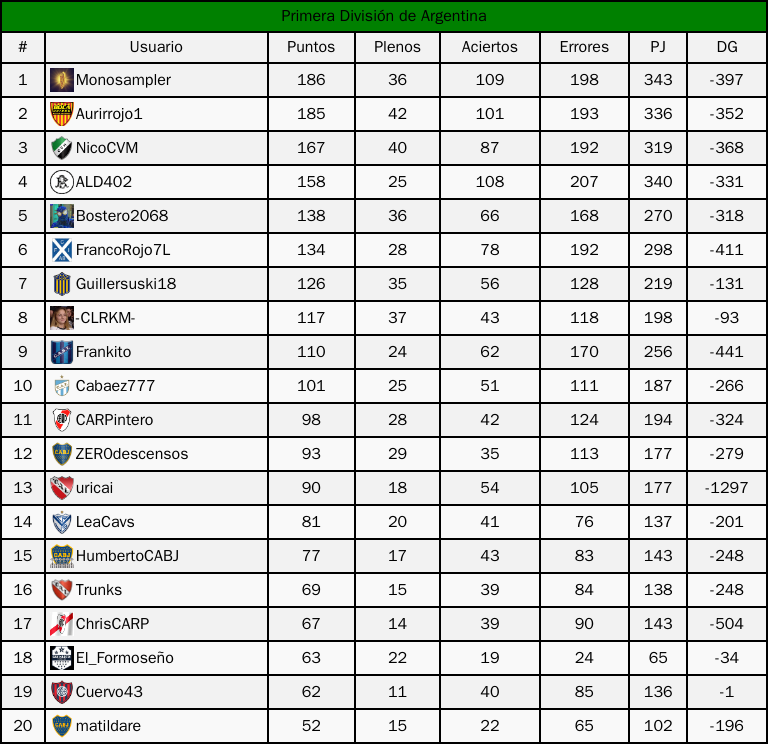 Primera División de Argentina
# Usuario Puntos Plenos Aciertos Errores PJ DG
1 Monosampler 186 36 109 198 343 -397
2 Aurirrojo1 185 42 101 193 336 -352
3 NicoCVM 167 40 87 192 319 -368
4 ALD402 158 25 108 207 340 -331
5 Bostero2068 138 36 66 168 270 -318
6 FrancoRojo7L 134 28 78 192 298 -411
7 Guillersuski18 126 35 56 128 219 -131
8 -CLRKM- 117 37 43 118 198 -93
9 Frankito 110 24 62 170 256 -441
10 Cabaez777 101 25 51 111 187 -266
11 CARPintero 98 28 42 124 194 -324
12 ZER0descensos 93 29 35 113 177 -279
13 uricai 90 18 54 105 177 -1297
14 LeaCavs 81 20 41 76 137 -201
15 HumbertoCABJ 77 17 43 83 143 -248
16 Trunks 69 15 39 84 138 -248
17 ChrisCARP 67 14 39 90 143 -504
18 El_Formoseño 63 22 19 24 65 -34
19 Cuervo43 62 11 40 85 136 -1
20 matildare 52 15 22 65 102 -196